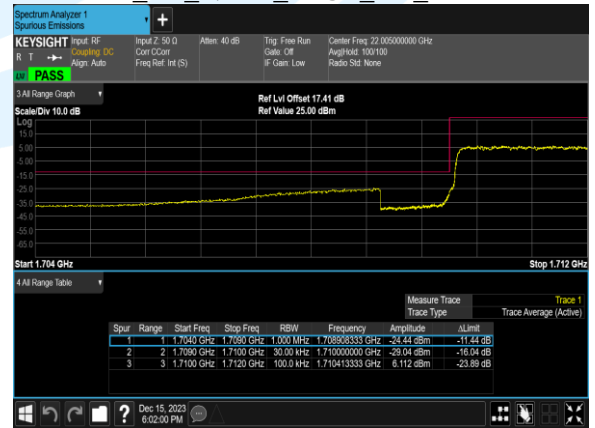 Spectrum Analyzer 1
Spurious Emissions
+
KEYSIGHT Input: RF Input Z: 50 Ω Atten: 40 dB Trig: Free Run Center Freq: 22.005000000 GHz
R T Coupling: DC Corr CCorr Gate: Off Avg|Hold: 100/100
Align: Auto Freq Ref: Int (S) IF Gain: Low Radio Std: None
PASS
3 All Range Graph
Ref Lvl Offset 17.41 dB
Scale/Div 10.0 dB Ref Value 25.00 dBm
Log
15.0
5.00
-5.00
-15.0
-25.0
-35.0
-45.0
-55.0
-65.0
Start 1.704 GHz Stop 1.712 GHz
4 All Range Table
Measure Trace Trace 1
Trace Type Trace Average (Active)
Spur Range Start Freq Stop Freq RBW Frequency Amplitude ΔLimit
1 1 1.7040 GHz 1.7090 GHz 1.000 MHz 1.708908333 GHz -24.44 dBm -11.44 dB
2 2 1.7090 GHz 1.7100 GHz 30.00 kHz 1.710000000 GHz -29.04 dBm -16.04 dB
3 3 1.7100 GHz 1.7120 GHz 100.0 kHz 1.710413333 GHz 6.112 dBm -23.89 dB
? Dec 15, 2023
6:02:00 PM